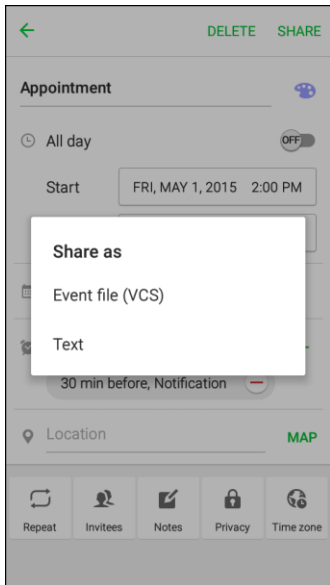 DELETE SHARE
Appointment
All day OFF
Start FRI, MAY 1, 2015 2:00 PM
Share as
Event file (VCS)
Text
30 min before, Notification
Location MAP
Repeat Invitees Notes Privacy Time zone